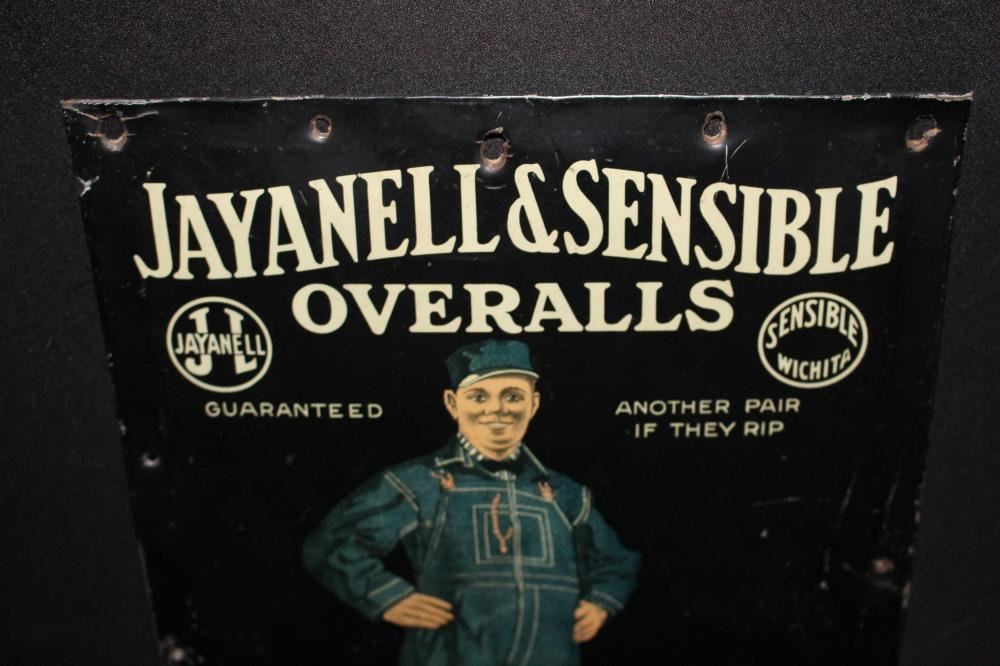 JAYANELL & SENSIBLE
OVERALLS
JL
JAYANELL
SENSIBLE
WICHITA
GUARANTEED
ANOTHER PAIR
IF THEY RIP